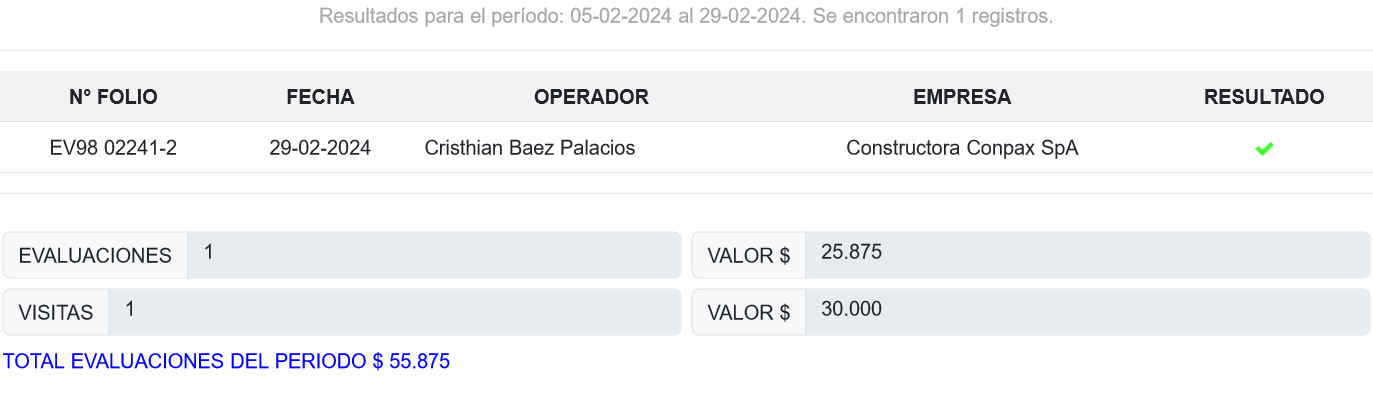 Resultados para el período: 05-02-2024 al 29-02-2024. Se encontraron 1 registros.
N° FOLIO FECHA OPERADOR EMPRESA RESULTADO
EV98 02241-2 29-02-2024 Cristhian Baez Palacios Constructora Conpax SpA
EVALUACIONES 1 VALOR $ 25.875
VISITAS 1 VALOR $ 30.000
TOTAL EVALUACIONES DEL PERIODO $ 55.875